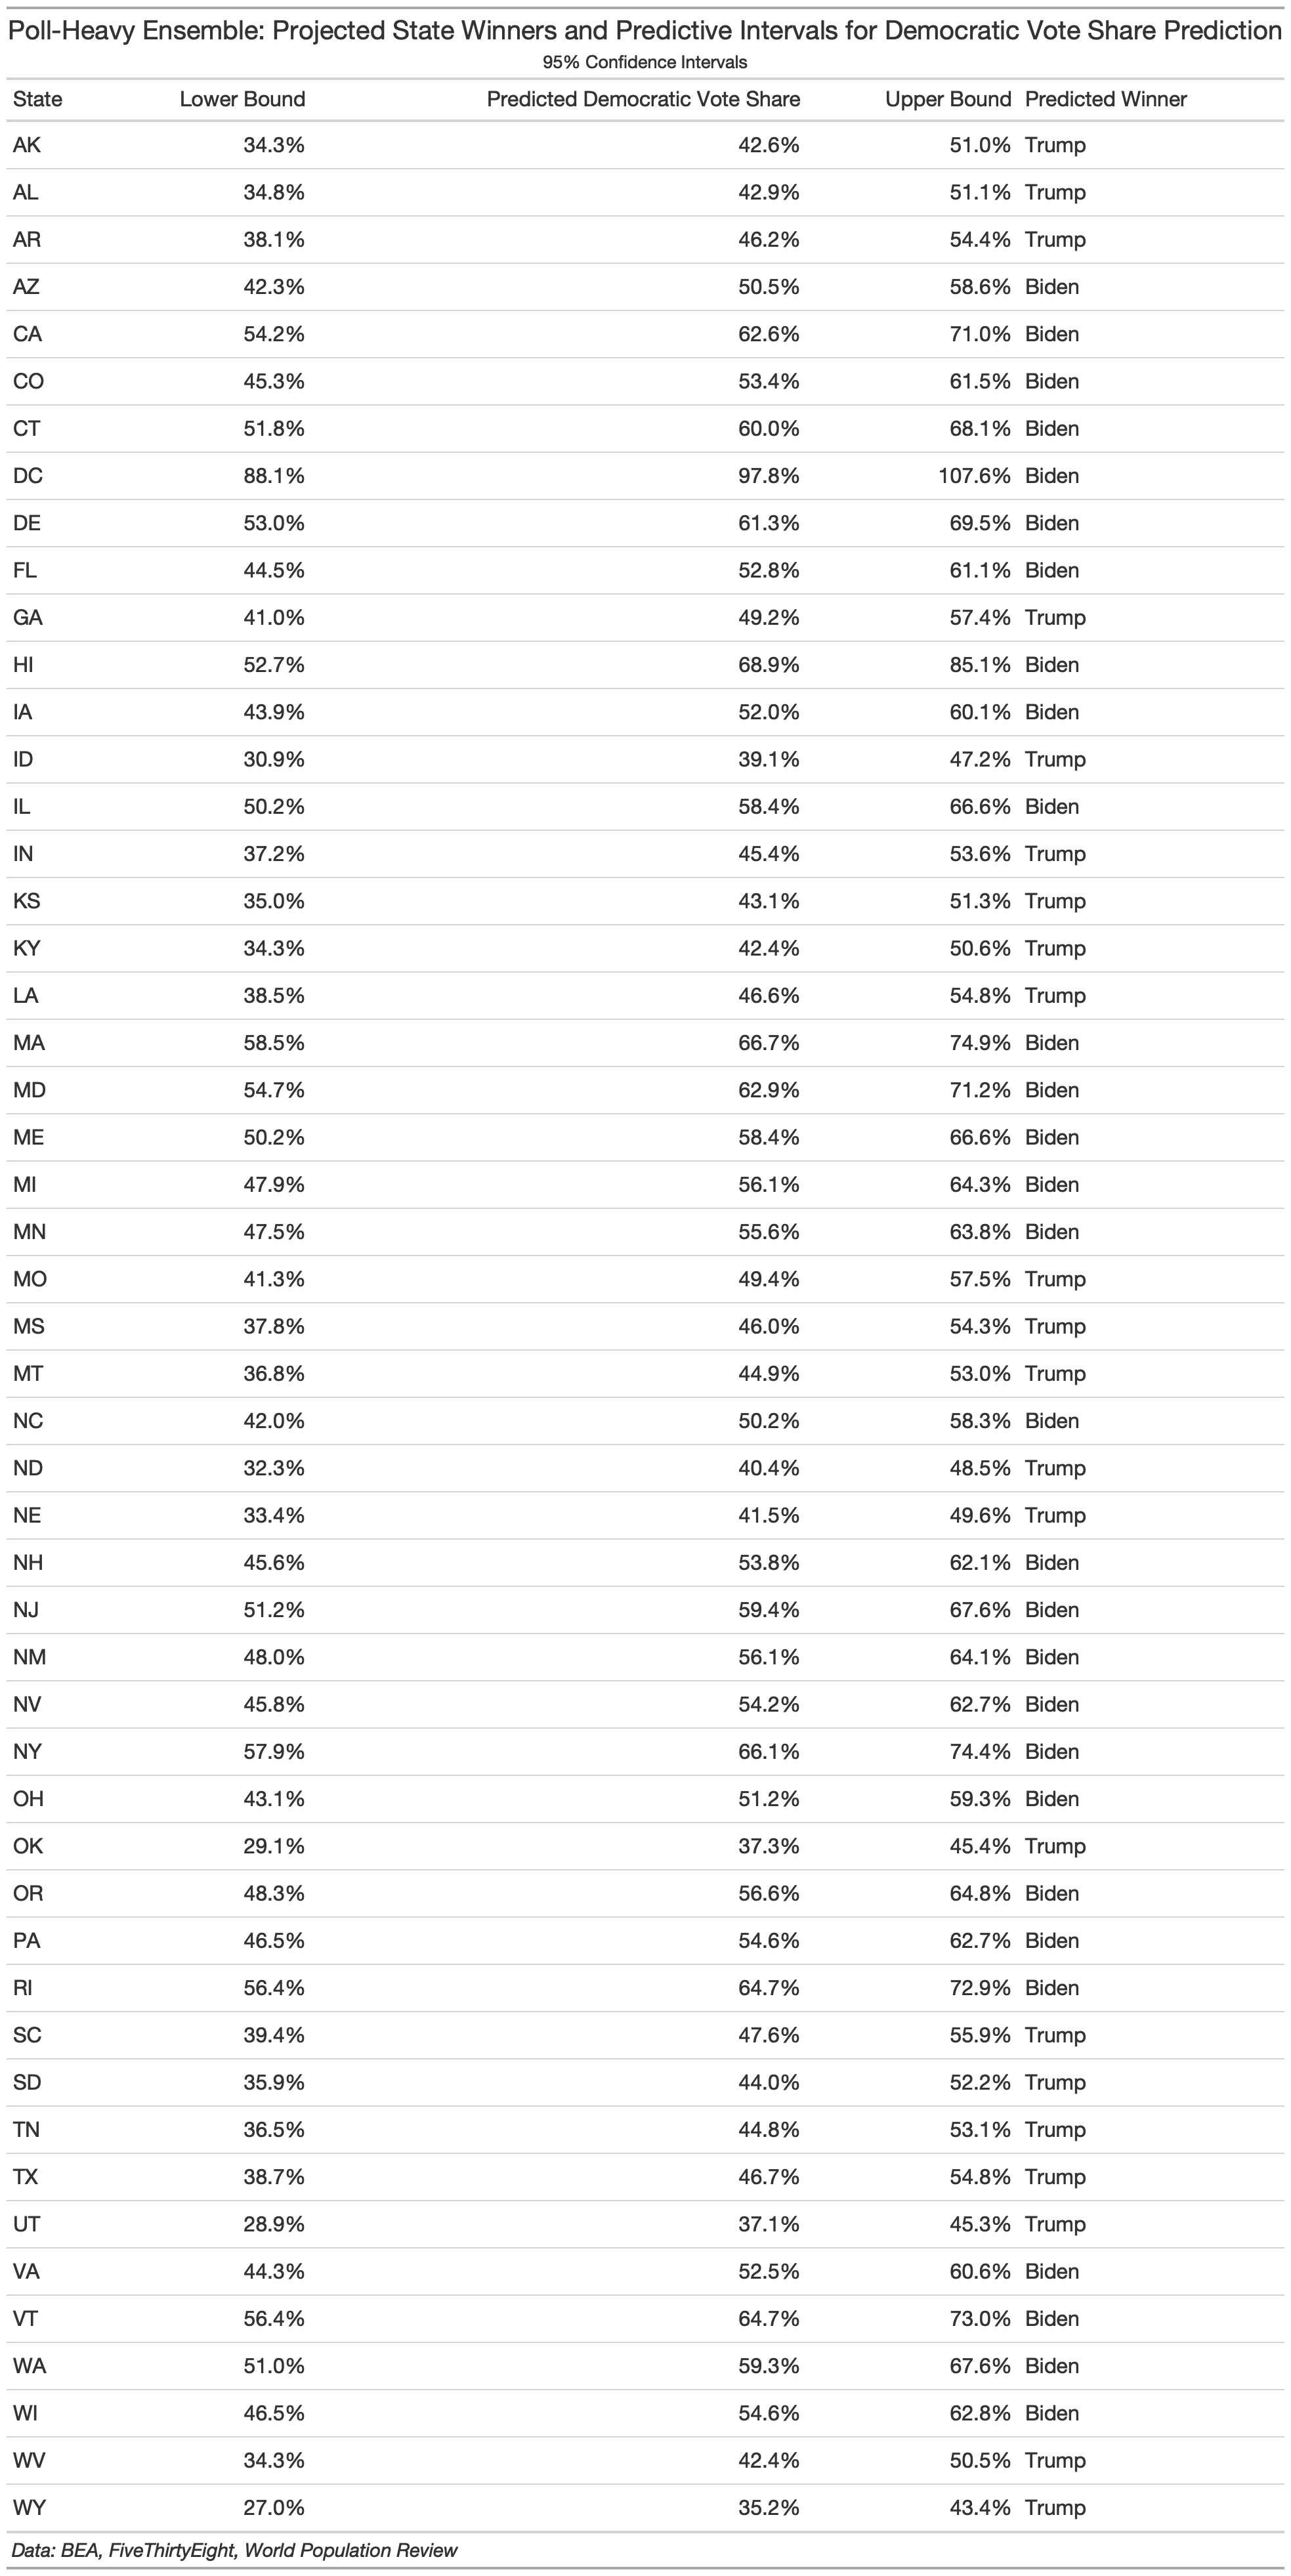 Poll-Heavy Ensemble: Projected State Winners and Predictive Intervals for Democratic Vote Share Prediction
95% Confidence Intervals
State Lower Bound Predicted Democratic Vote Share Upper Bound Predicted Winner
AK 34.3% 42.6% 51.0% Trump
AL 34.8% 42.9% 51.1% Trump
AR 38.1% 46.2% 54.4% Trump
AZ 42.3% 50.5% 58.6% Biden
CA 54.2% 62.6% 71.0% Biden
CO 45.3% 53.4% 61.5% Biden
CT 51.8% 60.0% 68.1% Biden
DC 88.1% 97.8% 107.6% Biden
DE 53.0% 61.3% 69.5% Biden
FL 44.5% 52.8% 61.1% Biden
GA 41.0% 49.2% 57.4% Trump
HI 52.7% 68.9% 85.1% Biden
IA 43.9% 52.0% 60.1% Biden
ID 30.9% 39.1% 47.2% Trump
IL 50.2% 58.4% 66.6% Biden
IN 37.2% 45.4% 53.6% Trump
KS 35.0% 43.1% 51.3% Trump
KY 34.3% 42.4% 50.6% Trump
LA 38.5% 46.6% 54.8% Trump
MA 58.5% 66.7% 74.9% Biden
MD 54.7% 62.9% 71.2% Biden
ME 50.2% 58.4% 66.6% Biden
MI 47.9% 56.1% 64.3% Biden
MN 47.5% 55.6% 63.8% Biden
MO 41.3% 49.4% 57.5% Trump
MS 37.8% 46.0% 54.3% Trump
MT 36.8% 44.9% 53.0% Trump
NC 42.0% 50.2% 58.3% Biden
ND 32.3% 40.4% 48.5% Trump
NE 33.4% 41.5% 49.6% Trump
NH 45.6% 53.8% 62.1% Biden
NJ 51.2% 59.4% 67.6% Biden
NM 48.0% 56.1% 64.1% Biden
NV 45.8% 54.2% 62.7% Biden
NY 57.9% 66.1% 74.4% Biden
OH 43.1% 51.2% 59.3% Biden
OK 29.1% 37.3% 45.4% Trump
OR 48.3% 56.6% 64.8% Biden
PA 46.5% 54.6% 62.7% Biden
RI 56.4% 64.7% 72.9% Biden
SC 39.4% 47.6% 55.9% Trump
SD 35.9% 44.0% 52.2% Trump
TN 36.5% 44.8% 53.1% Trump
TX 38.7% 46.7% 54.8% Trump
UT 28.9% 37.1% 45.3% Trump
VA 44.3% 52.5% 60.6% Biden
VT 56.4% 64.7% 73.0% Biden
WA 51.0% 59.3% 67.6% Biden
WI 46.5% 54.6% 62.8% Biden
WV 34.3% 42.4% 50.5% Trump
WY 27.0% 35.2% 43.4% Trump
Data: BEA, FiveThirtyEight, World Population Review